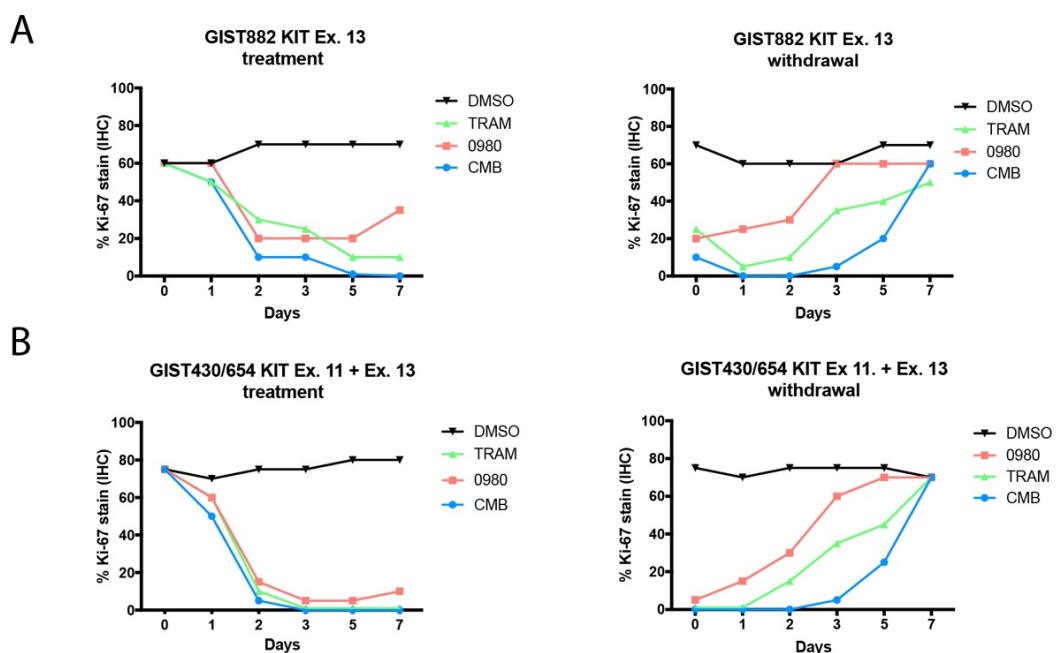 A
GIST882 KIT Ex. 13
treatment
% Ki-67 stain (IHC)
100
80
60
40
20
0
0 1 2 3 5 7
Days
DMSO
TRAM
0980
CMB
GIST882 KIT Ex. 13
withdrawal
% Ki-67 stain (IHC)
100
80
60
40
20
0
0 1 2 3 5 7
Days
DMSO
TRAM
0980
CMB
B
GIST430/654 KIT Ex. 11 + Ex. 13
treatment
% Ki-67 stain (IHC)
100
80
60
40
20
0
0 1 2 3 5 7
Days
DMSO
TRAM
0980
CMB
GIST430/654 KIT Ex 11. + Ex. 13
withdrawal
% Ki-67 stain (IHC)
100
80
60
40
20
0
0 1 2 3 5 7
Days
DMSO
0980
TRAM
CMB